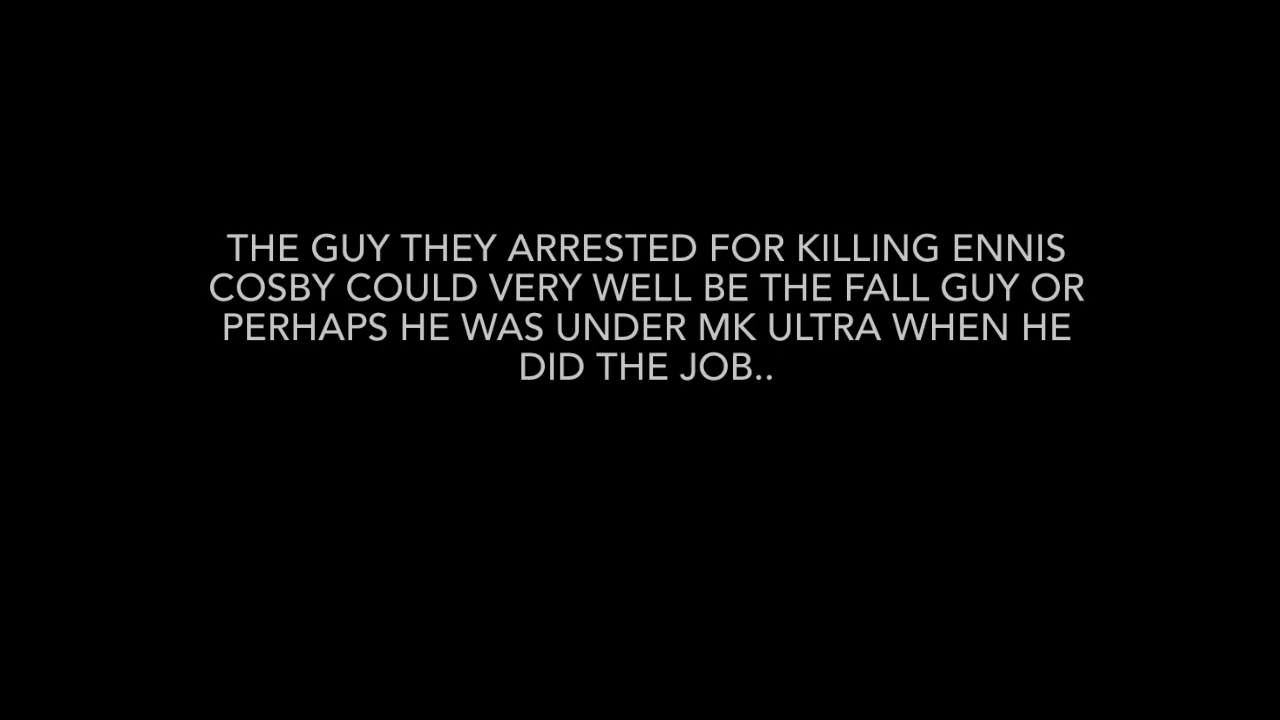 THE GUY THEY ARRESTED FOR KILLING ENNIS
COSBY COULD VERY WELL BE THE FALL GUY OR
PERHAPS HE WAS UNDER MK ULTRA WHEN HE
DID THE JOB..